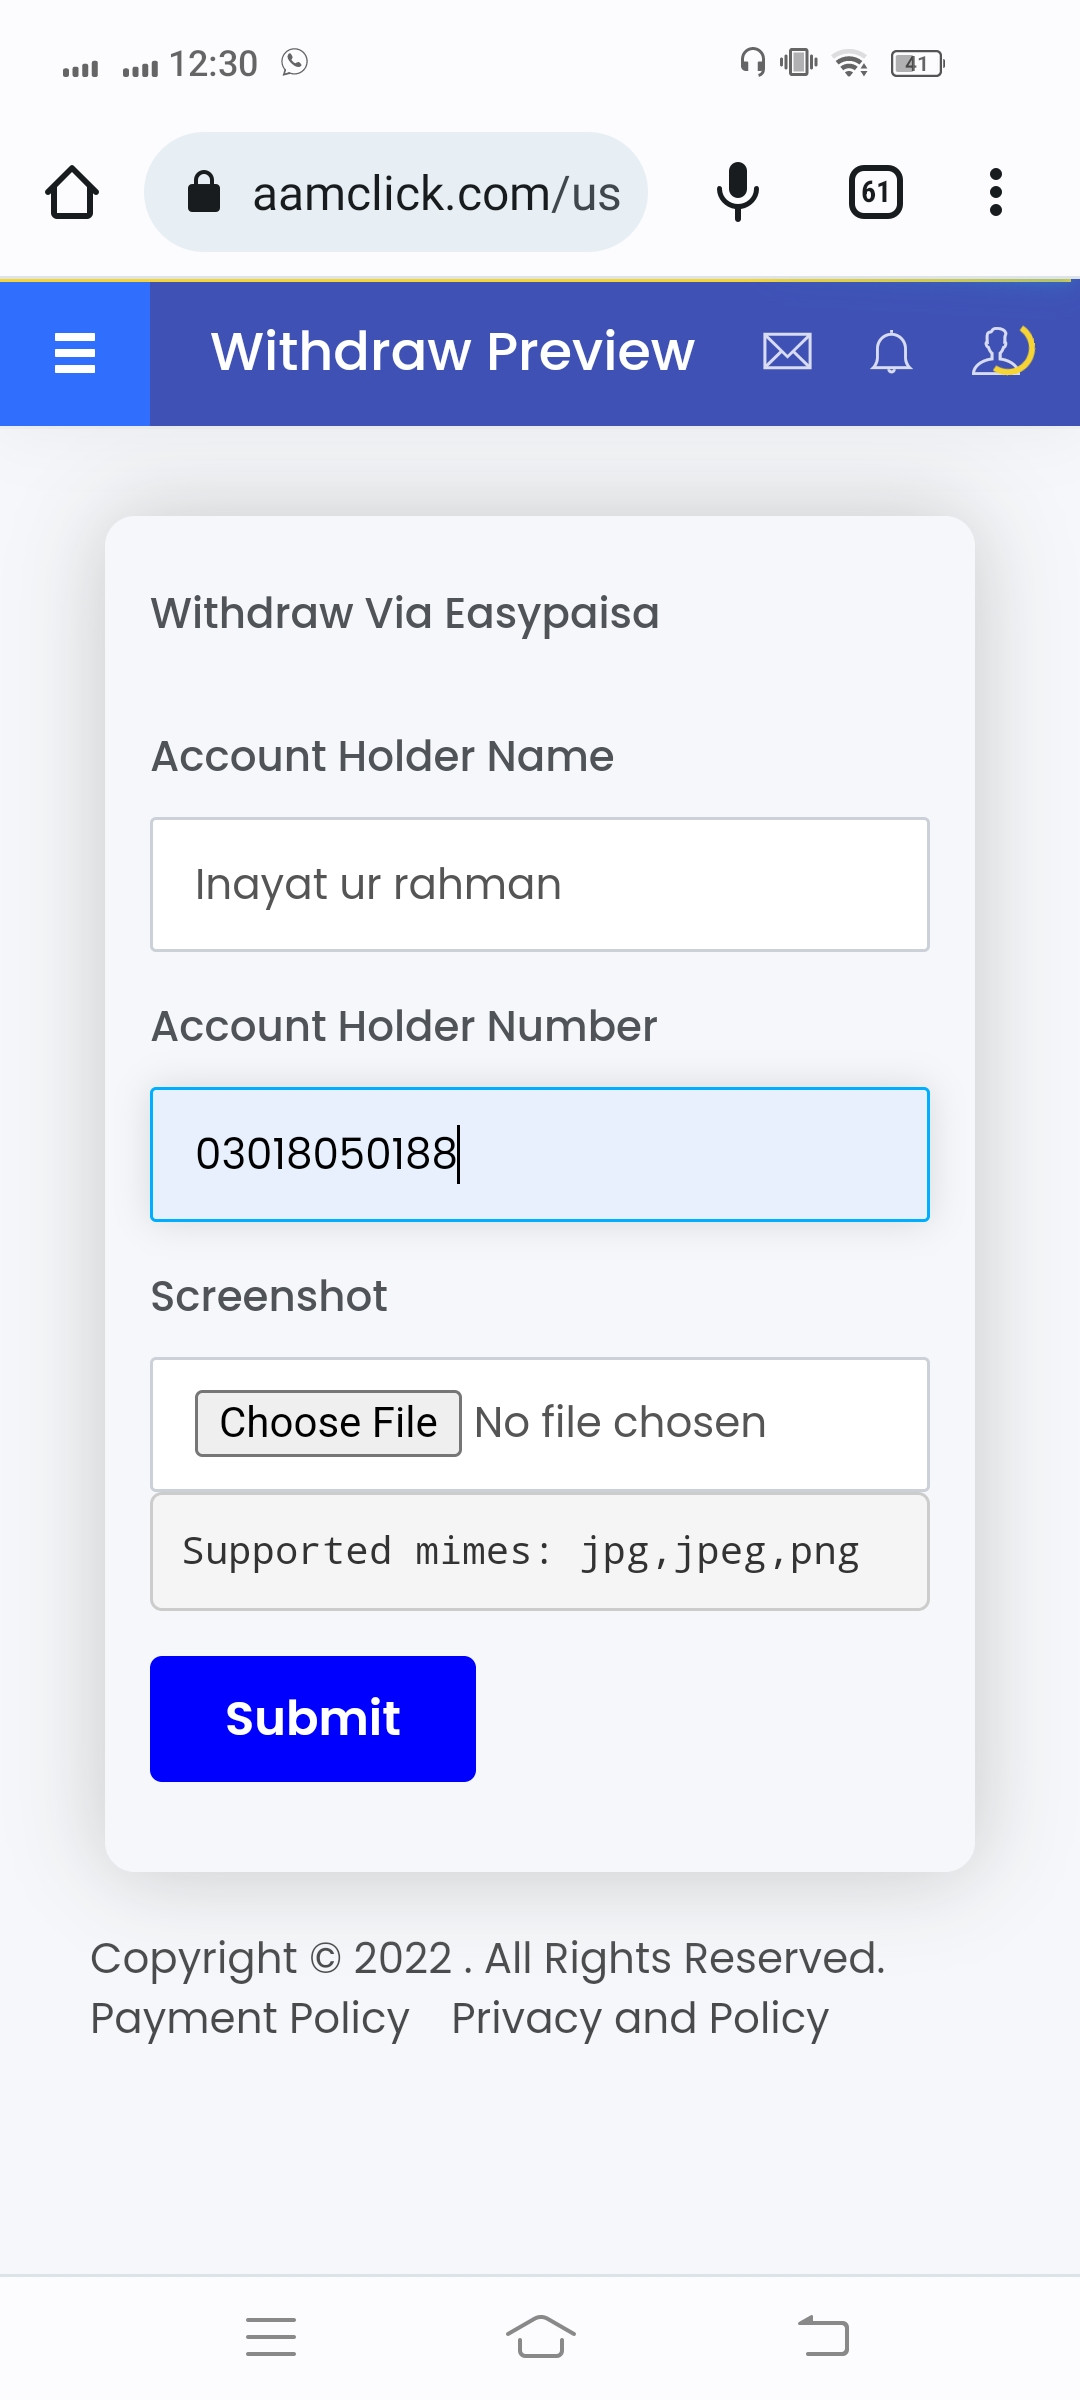 12:30
41
aamclick.com/us
61
Withdraw Preview
Withdraw Via Easypaisa
Account Holder Name
Inayat ur rahman
Account Holder Number
03018050188
Screenshot
Choose File No file chosen
Supported mimes: jpg,jpeg,png
Submit
Copyright © 2022 . All Rights Reserved.
Payment Policy Privacy and Policy